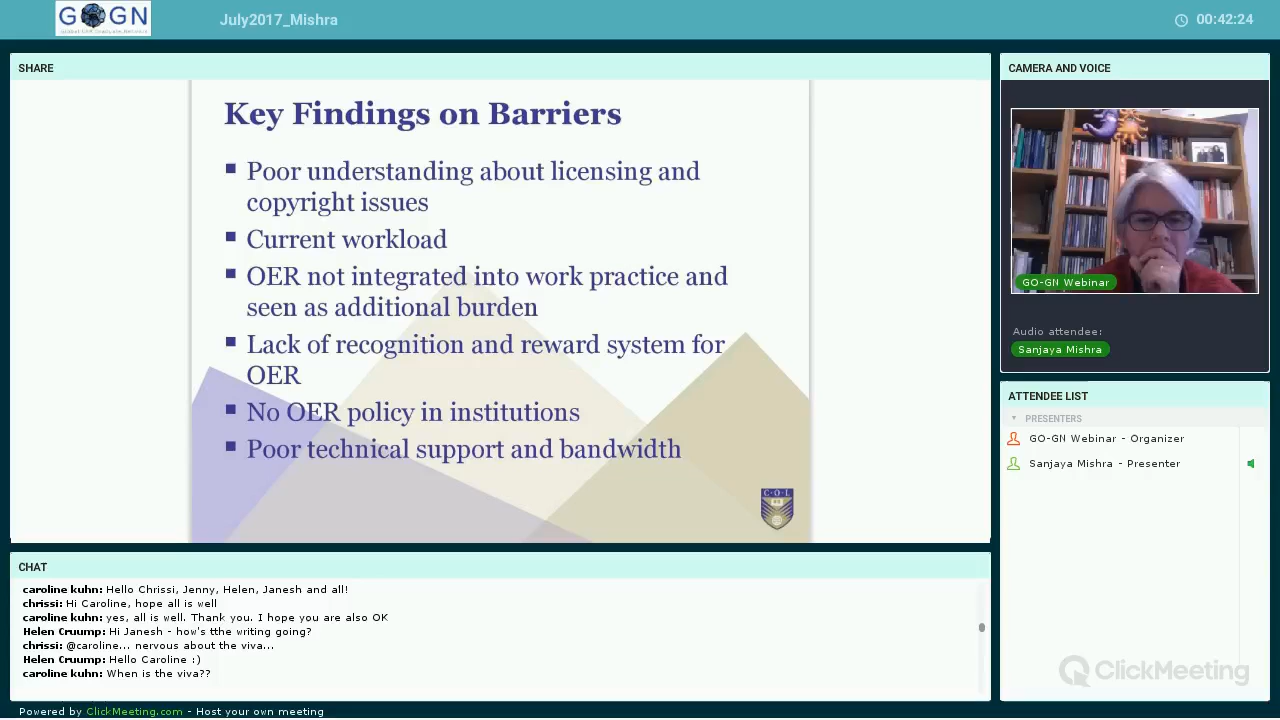 GO GN
Global OER Graduate Network
July2017_Mishra
00:42:24
SHARE
Key Findings on Barriers
Poor understanding about licensing and
copyright issues
Current workload
OER not integrated into work practice and
seen as additional burden
Lack of recognition and reward system for
OER
No OER policy in institutions
Poor technical support and bandwidth
C·O·L
CAMERA AND VOICE
GO-GN Webinar
Audio attendee:
Sanjaya Mishra
ATTENDEE LIST
PRESENTERS
GO-GN Webinar - Organizer
Sanjaya Mishra - Presenter
ClickMeeting
CHAT
caroline kuhn: Hello Chrissi, Jenny, Helen, Janesh and all!
chrissi: Hi Caroline, hope all is well
caroline kuhn: yes, all is well. Thank you. I hope you are also OK
Helen Cruump: Hi Janesh - how's tthe writing going?
chrissi: @caroline... nervous about the viva...
Helen Cruump: Hello Caroline :)
caroline kuhn: When is the viva??
Powered by ClickMeeting.com - Host your own meeting